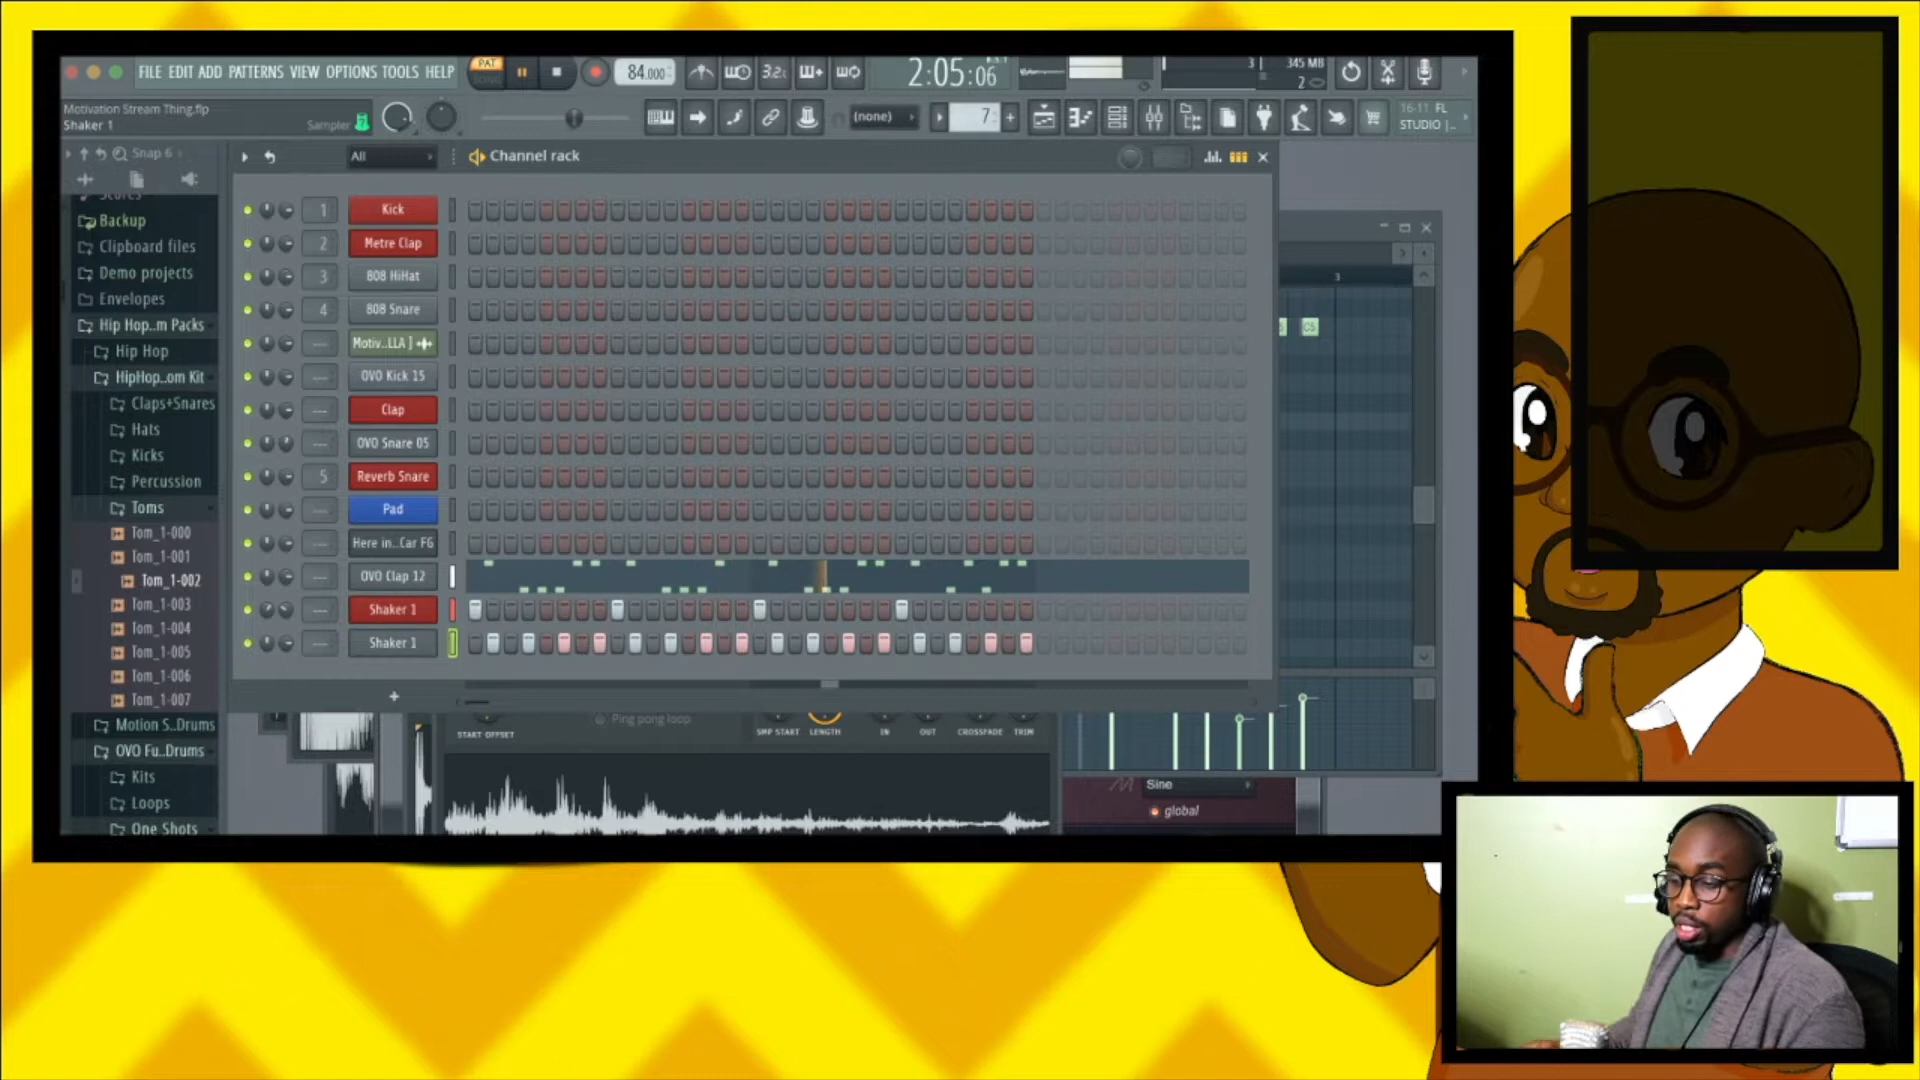 FILE EDIT ADD PATTERNS VIEW OPTIONS TOOLS HELP
PAT
84.000
3.2
2:05:06
3
345 MB
2
Motivation Stream Thing.flp
Shaker 1
Sampler
(none)
7
16-11 FL
STUDIO |..
Snap 6
All
Channel rack
Scores
Backup
Clipboard files
Demo projects
Envelopes
Hip Hop..m Packs
Hip Hop
HipHop..om Kit
Claps+Snares
Hats
Kicks
Percussion
Toms
Tom_1-000
Tom_1-001
Tom_1-002
Tom_1-003
Tom_1-004
Tom_1-005
Tom_1-006
Tom_1-007
Motion S..Drums
OVO Fu..Drums
Kits
Loops
One Shots
1 Kick
2 Metre Clap
3 808 HiHat
4 808 Snare
--- Motiv..LLA ]
--- OVO Kick 15
--- Clap
--- OVO Snare 05
5 Reverb Snare
--- Pad
--- Here in..Car F6
--- OVO Clap 12
--- Shaker 1
--- Shaker 1
+
3
C5
START OFFSET
Ping pong loop
SMP START
LENGTH
IN
OUT
CROSSFADE
TRIM
Sine
global